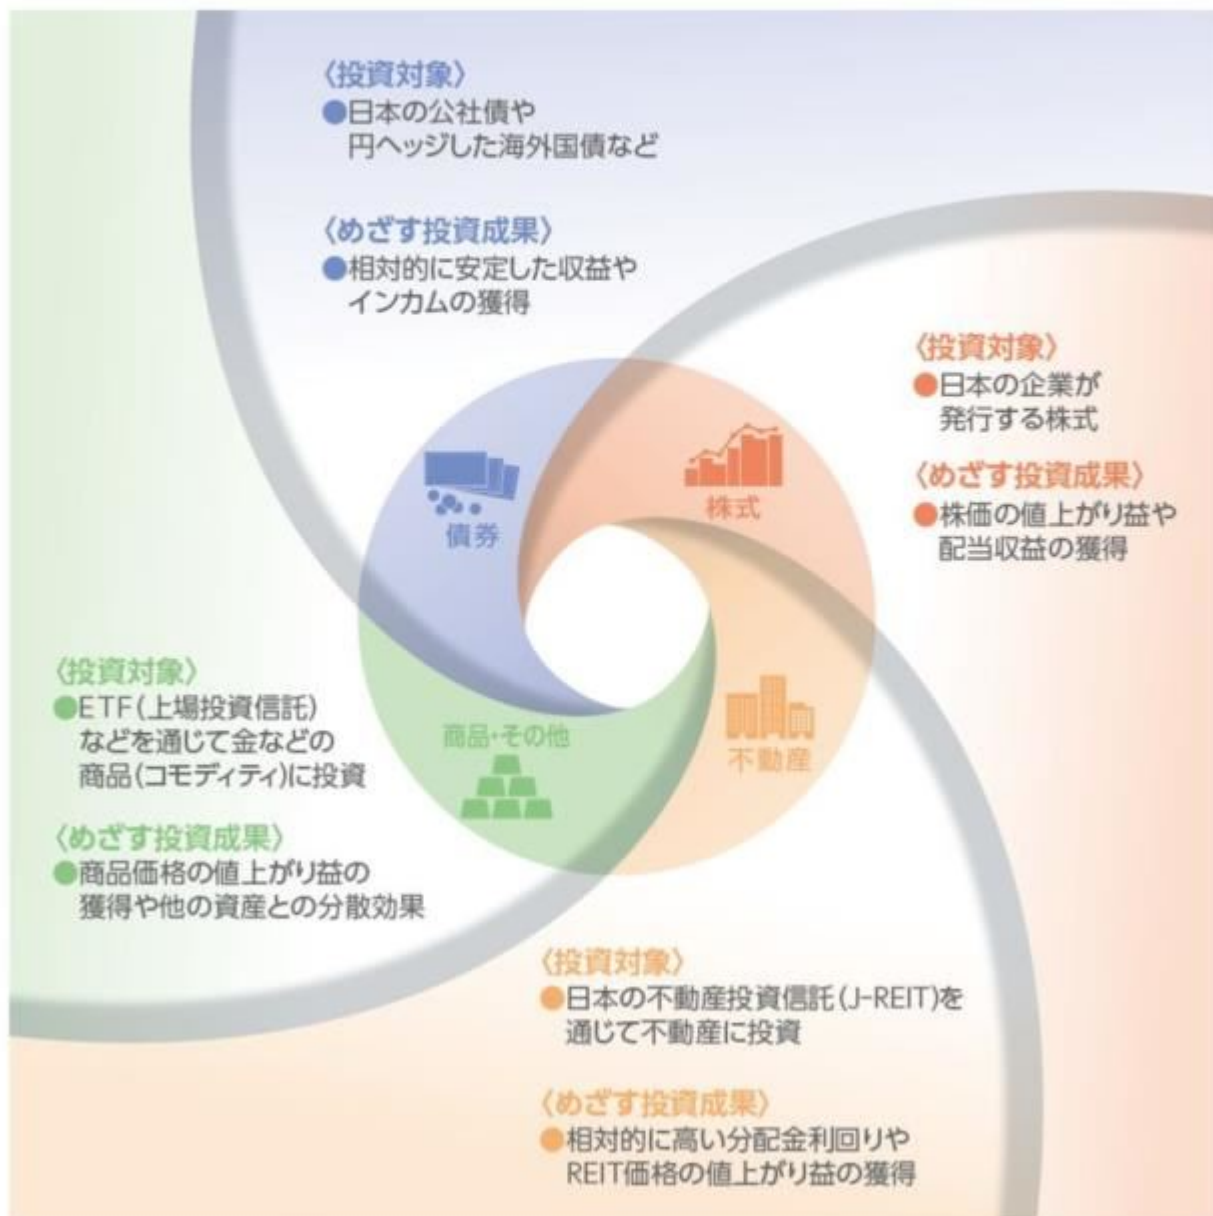 〈投資対象〉
●日本の公社債や
円ヘッジした海外国債など
〈めざす投資成果〉
●相対的に安定した収益や
インカムの獲得
〈投資対象〉
●日本の企業が
発行する株式
〈めざす投資成果〉
●株価の値上がり益や
配当収益の獲得
債券
株式
商品・その他
不動産
〈投資対象〉
●ETF(上場投資信託)
などを通じて金などの
商品(コモディティ)に投資
〈めざす投資成果〉
●商品価格の値上がり益の
獲得や他の資産との分散効果
〈投資対象〉
●日本の不動産投資信託(J-REIT)を
通じて不動産に投資
〈めざす投資成果〉
●相対的に高い分配金利回りや
REIT価格の値上がり益の獲得